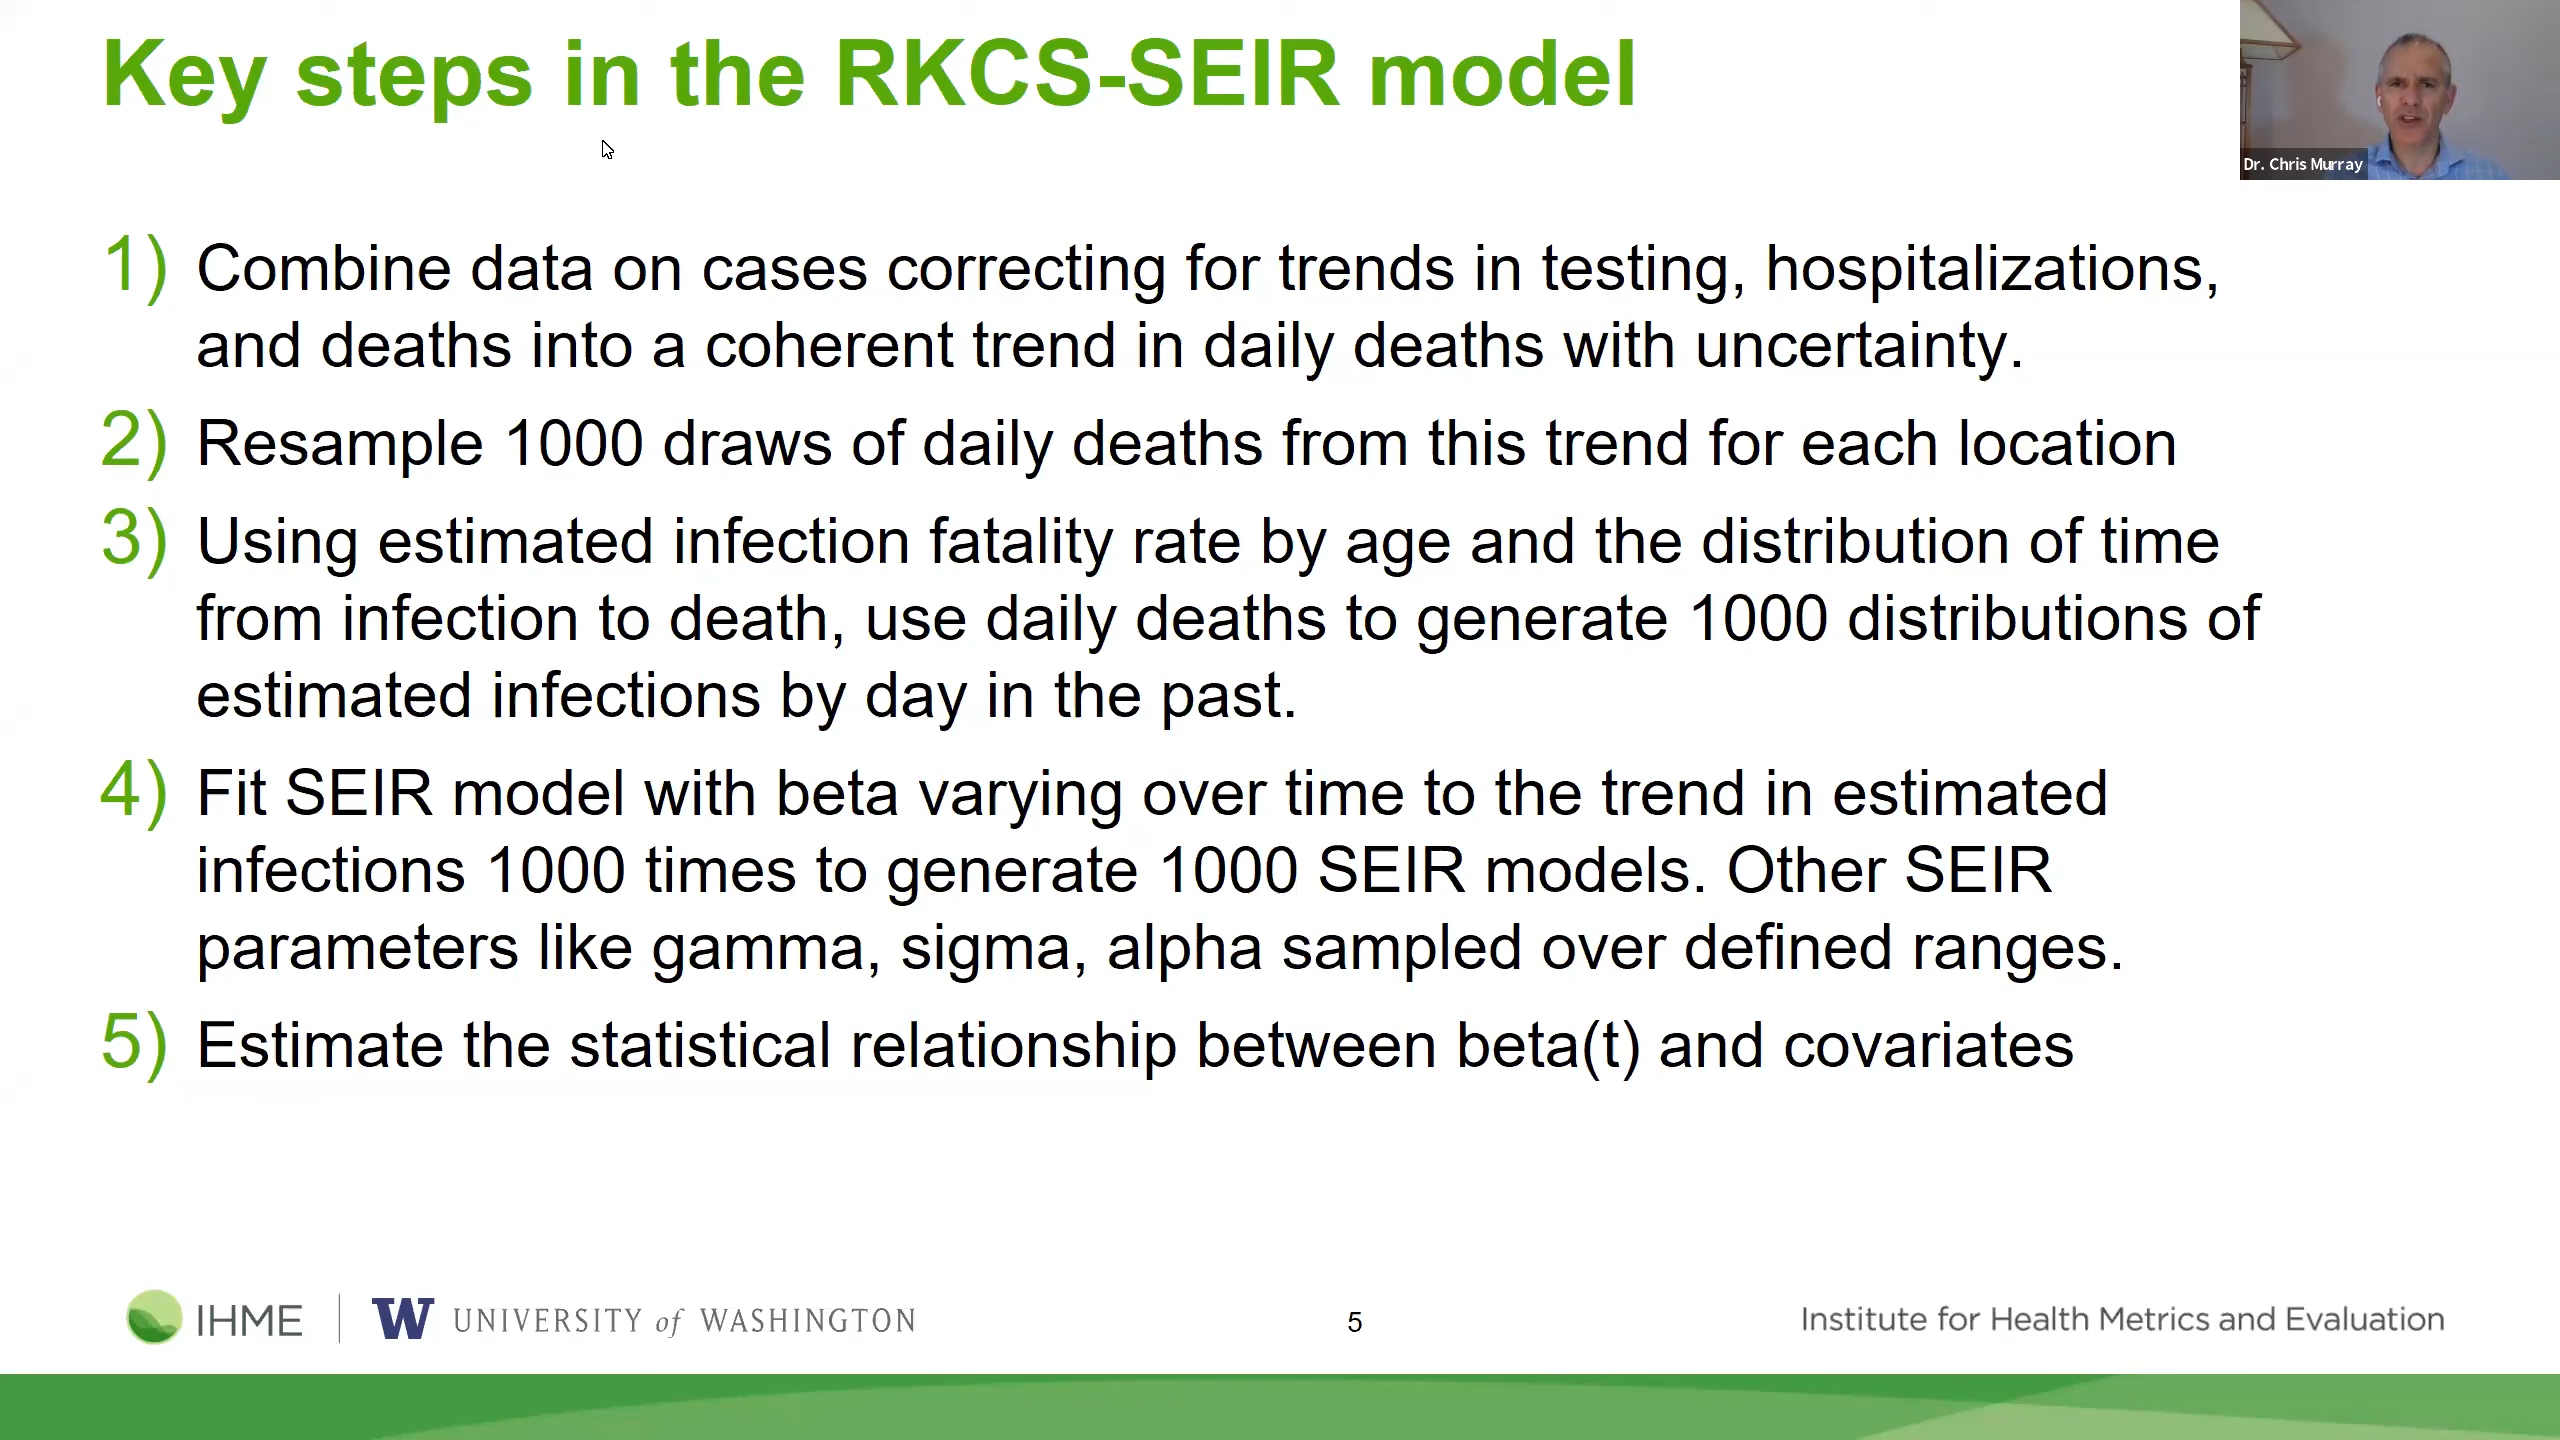 Key steps in the RKCS-SEIR model
Dr. Chris Murray
1) Combine data on cases correcting for trends in testing, hospitalizations,
and deaths into a coherent trend in daily deaths with uncertainty.
2) Resample 1000 draws of daily deaths from this trend for each location
3) Using estimated infection fatality rate by age and the distribution of time
from infection to death, use daily deaths to generate 1000 distributions of
estimated infections by day in the past.
4) Fit SEIR model with beta varying over time to the trend in estimated
infections 1000 times to generate 1000 SEIR models. Other SEIR
parameters like gamma, sigma, alpha sampled over defined ranges.
5) Estimate the statistical relationship between beta(t) and covariates
IHME
W UNIVERSITY of WASHINGTON
5
Institute for Health Metrics and Evaluation